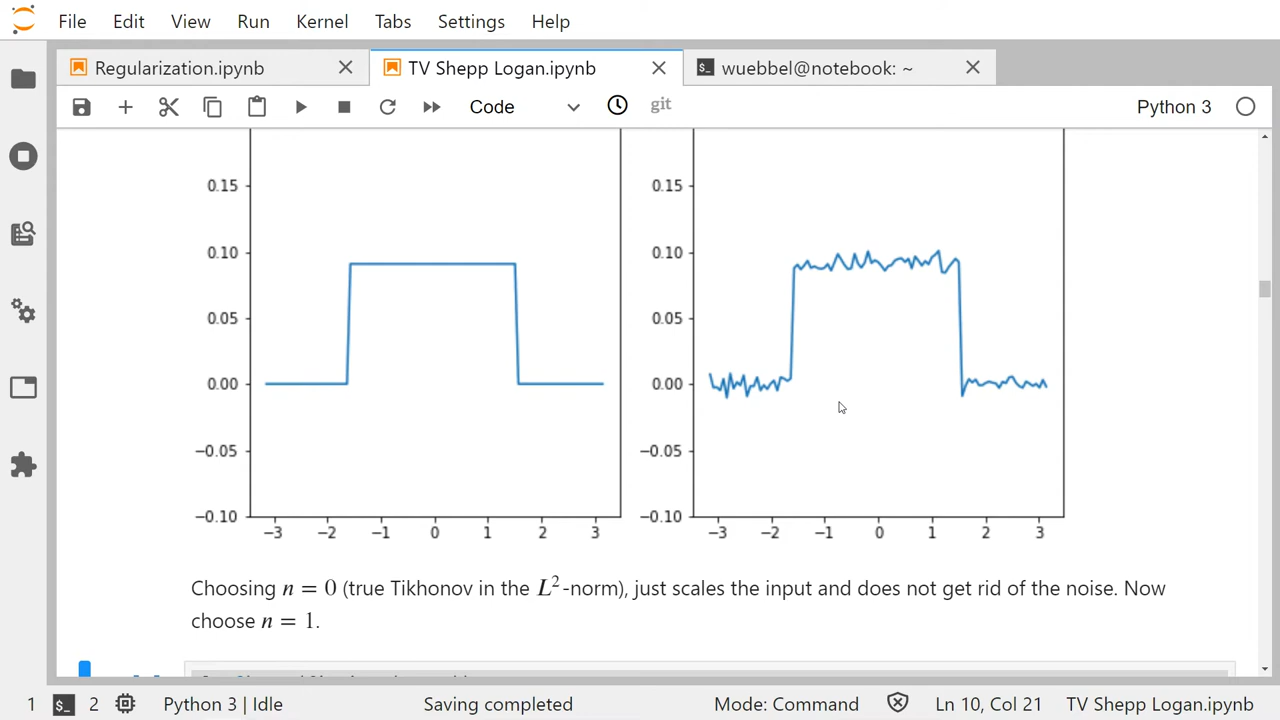 File Edit View Run Kernel Tabs Settings Help
Regularization.ipynb TV Shepp Logan.ipynb $_ wuebbel@notebook: ~
Code git Python 3
0.15 0.15
0.10 0.10
0.05 0.05
0.00 0.00
−0.05 −0.05
−0.10 −0.10
−3 −2 −1 0 1 2 3 −3 −2 −1 0 1 2 3
Choosing n = 0 (true Tikhonov in the L²-norm), just scales the input and does not get rid of the noise. Now
choose n = 1.
1 $_ 2 Python 3 | Idle Saving completed Mode: Command Ln 10, Col 21 TV Shepp Logan.ipynb